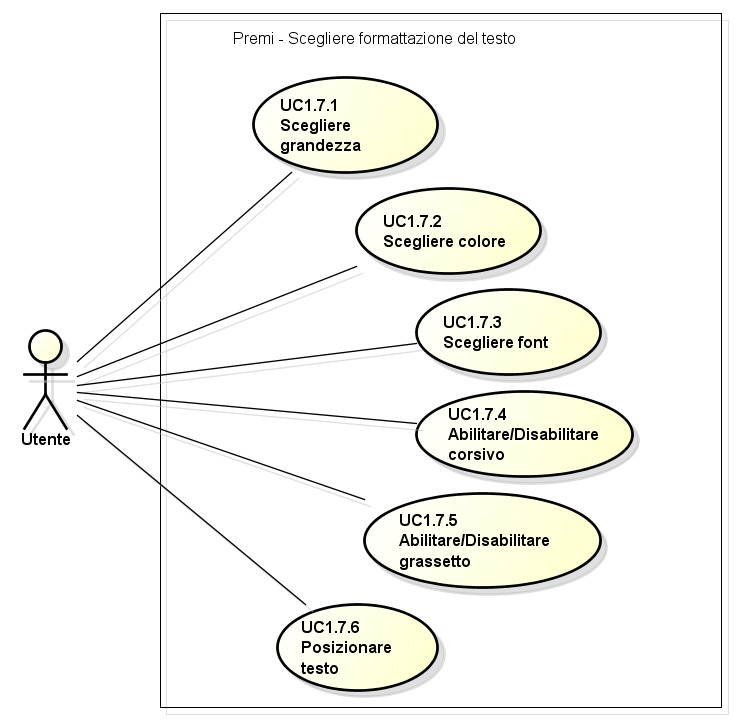 Premi - Scegliere formattazione del testo
UC1.7.1
Scegliere
grandezza
UC1.7.2
Scegliere colore
UC1.7.3
Scegliere font
UC1.7.4
Abilitare/Disabilitare
corsivo
Utente
UC1.7.5
Abilitare/Disabilitare
grassetto
UC1.7.6
Posizionare
testo